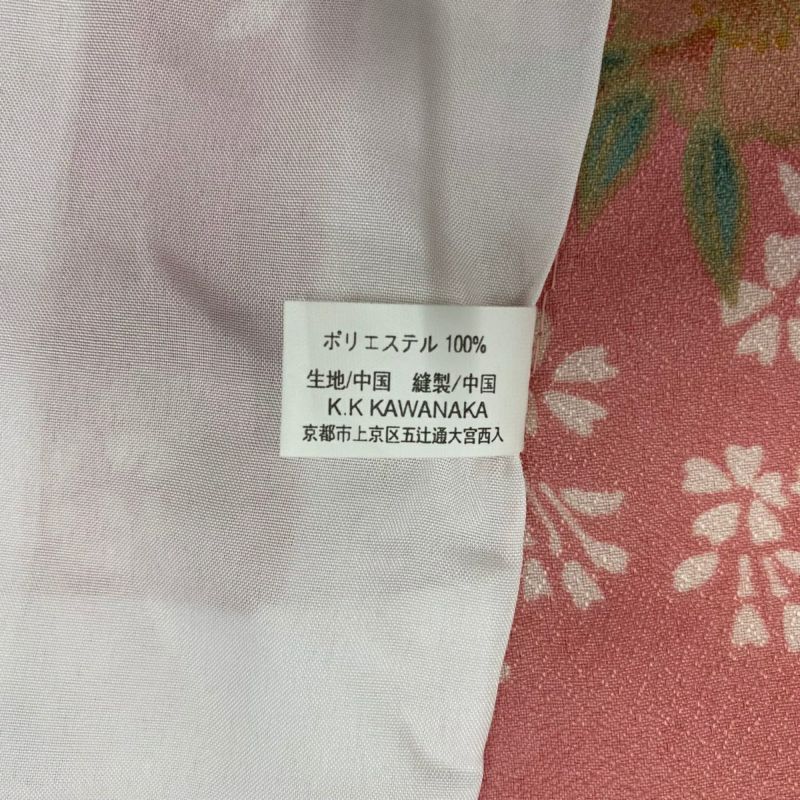 ポリエステル 100%
生地/中国　縫製/中国
K.K KAWANAKA
京都市上京区五辻通大宮西入